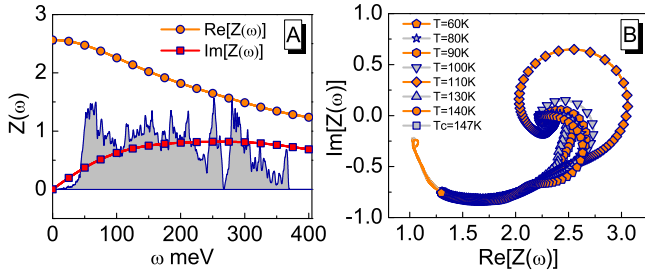 Re[Z(ω)]
Im[Z(ω)]
A
3
2
1
0
Z(ω)
0 100 200 300 400
ω meV
B
T=60K
T=80K
T=90K
T=100K
T=110K
T=130K
T=140K
Tc=147K
1.0
0.5
0.0
-0.5
-1.0
Im[Z(ω)]
1.0 1.5 2.0 2.5 3.0
Re[Z(ω)]